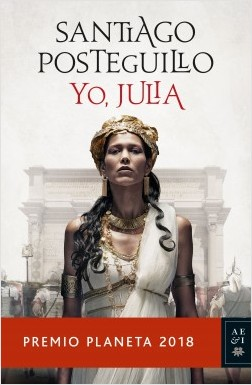 SANTIAGO
POSTEGUILLO
YO, JULIA
PREMIO PLANETA 2018
AE
&I